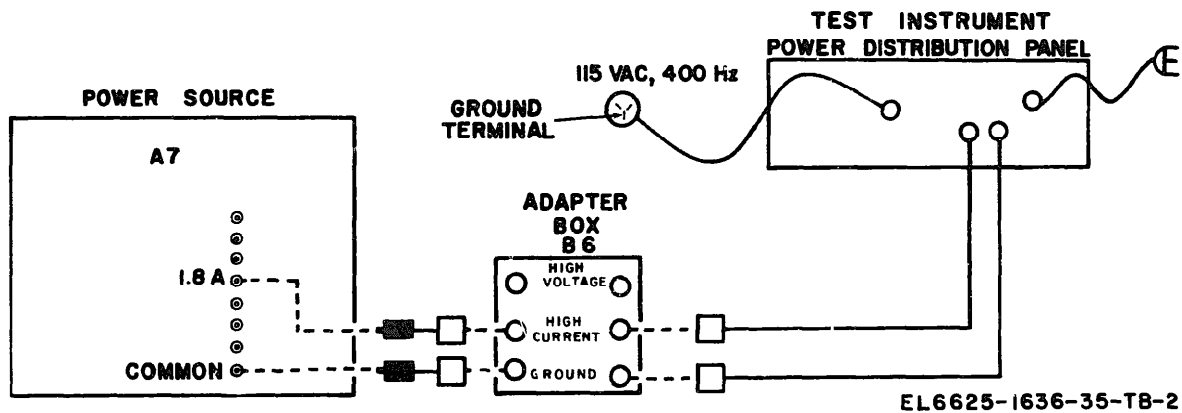 TEST INSTRUMENT
POWER DISTRIBUTION PANEL
115 VAC, 400 Hz
GROUND
TERMINAL
POWER SOURCE
A7
1.8 A
COMMON
ADAPTER
BOX
B6
HIGH
VOLTAGE
HIGH
CURRENT
GROUND
EL6625-1636-35-TB-2